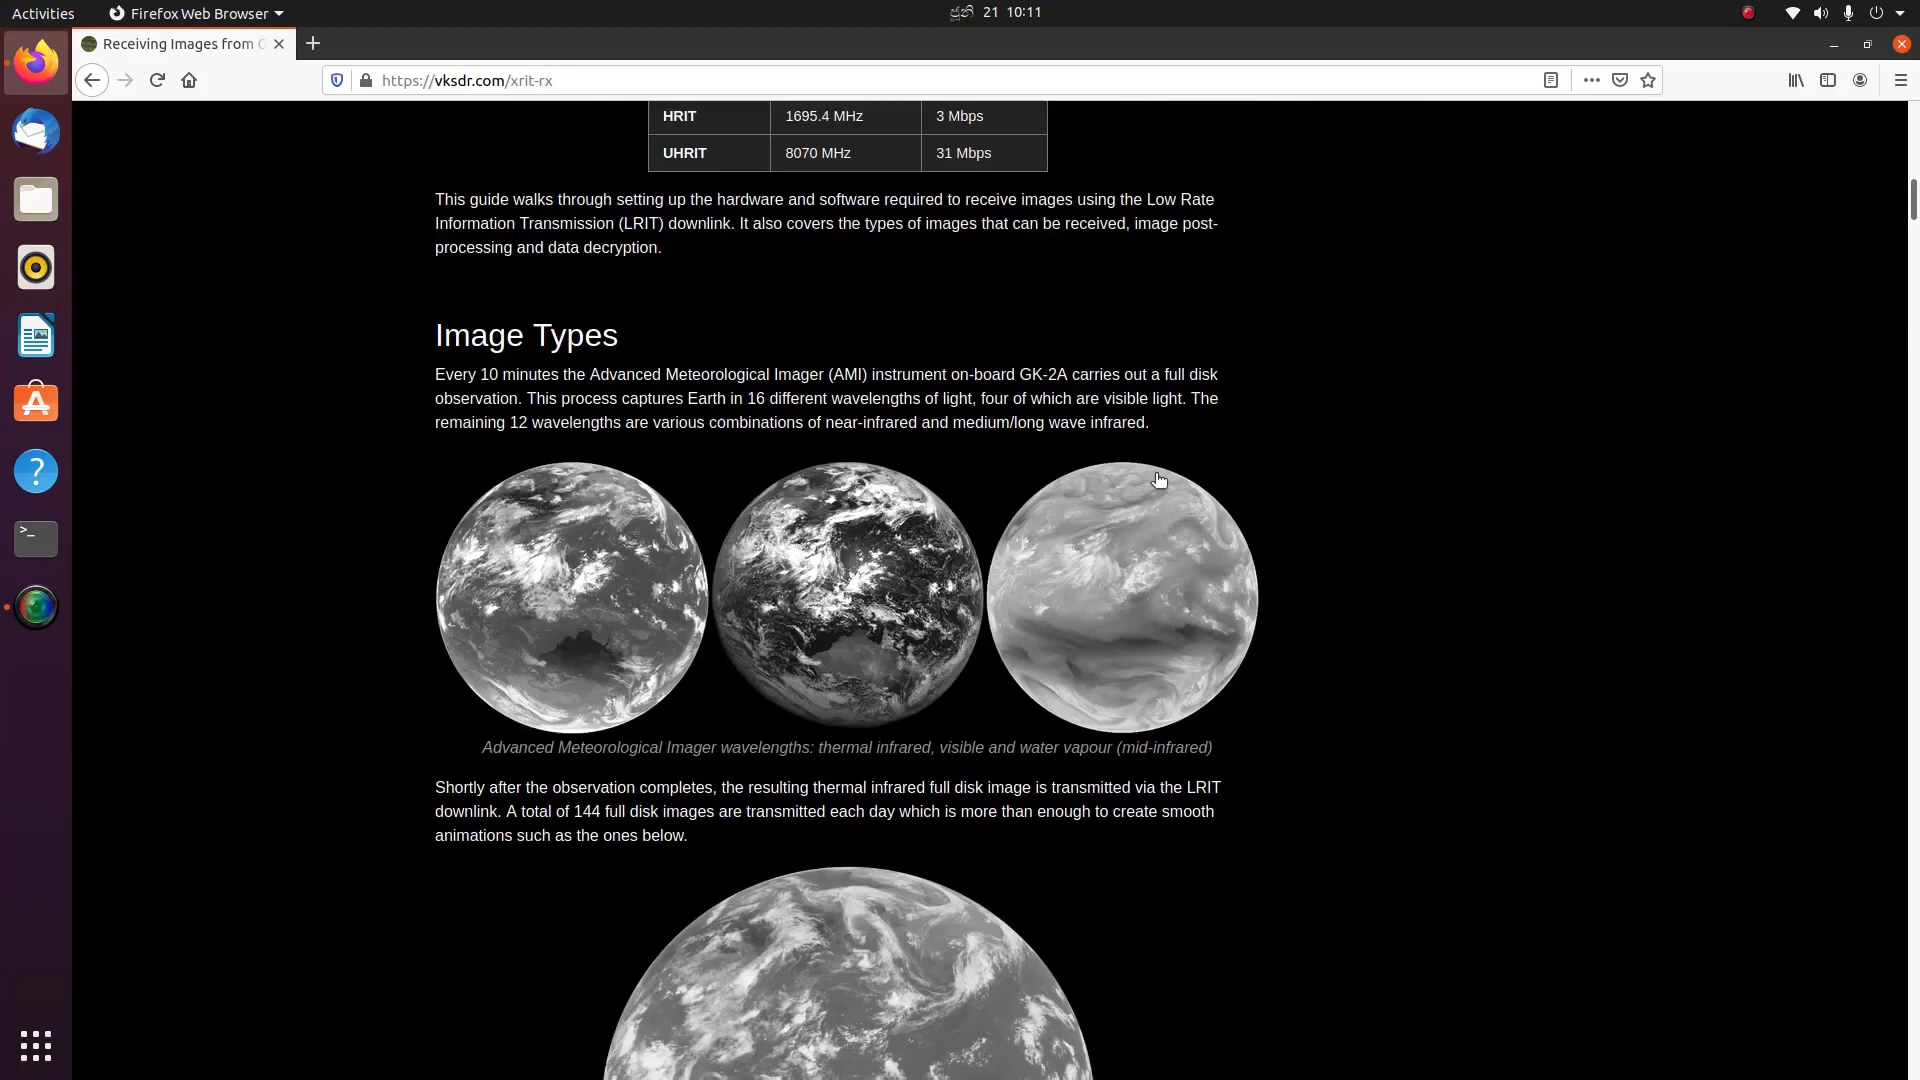 Activities
Firefox Web Browser
ජූනි 21 10:11
Receiving Images from G
https://vksdr.com/xrit-rx
HRIT 1695.4 MHz 3 Mbps
UHRIT 8070 MHz 31 Mbps
This guide walks through setting up the hardware and software required to receive images using the Low Rate
Information Transmission (LRIT) downlink. It also covers the types of images that can be received, image post-
processing and data decryption.
Image Types
Every 10 minutes the Advanced Meteorological Imager (AMI) instrument on-board GK-2A carries out a full disk
observation. This process captures Earth in 16 different wavelengths of light, four of which are visible light. The
remaining 12 wavelengths are various combinations of near-infrared and medium/long wave infrared.
Advanced Meteorological Imager wavelengths: thermal infrared, visible and water vapour (mid-infrared)
Shortly after the observation completes, the resulting thermal infrared full disk image is transmitted via the LRIT
downlink. A total of 144 full disk images are transmitted each day which is more than enough to create smooth
animations such as the ones below.